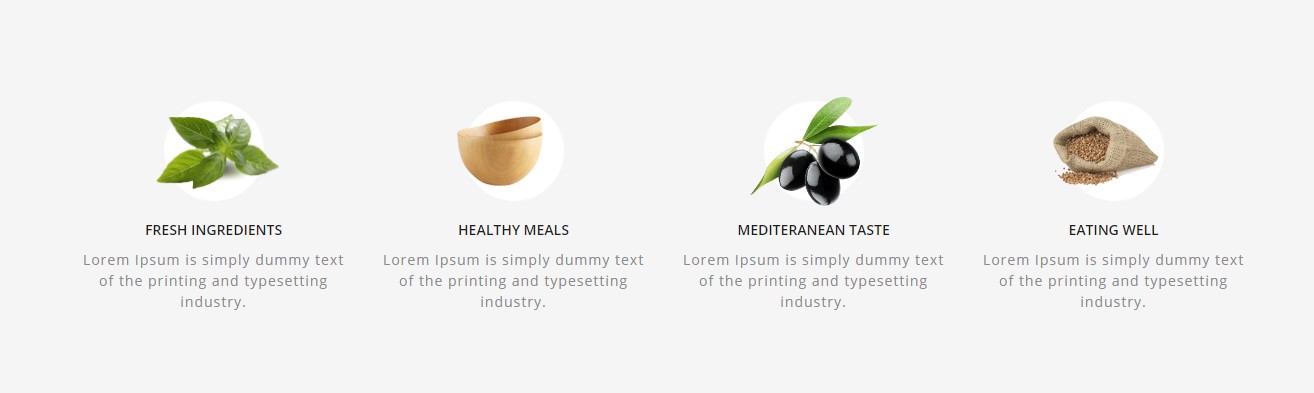 FRESH INGREDIENTS
Lorem Ipsum is simply dummy text
of the printing and typesetting
industry.
HEALTHY MEALS
Lorem Ipsum is simply dummy text
of the printing and typesetting
industry.
MEDITERANEAN TASTE
Lorem Ipsum is simply dummy text
of the printing and typesetting
industry.
EATING WELL
Lorem Ipsum is simply dummy text
of the printing and typesetting
industry.